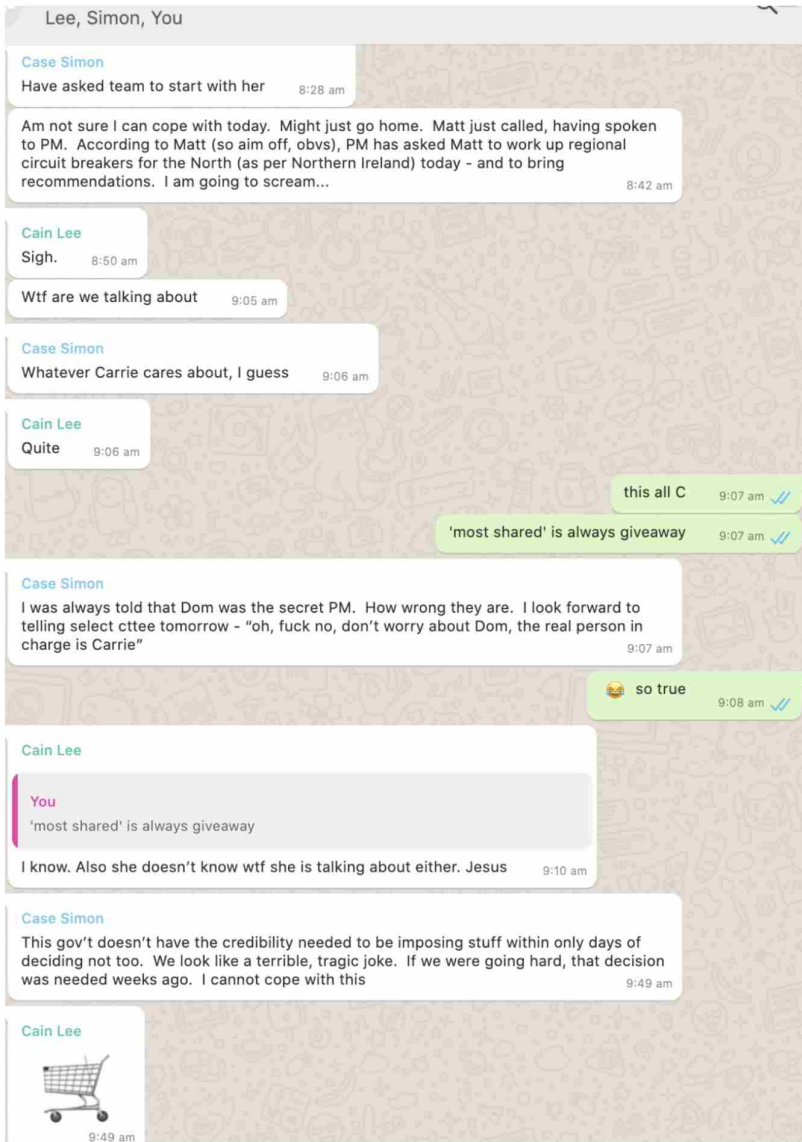 Lee, Simon, You
Case Simon
Have asked team to start with her 8:28 am
Am not sure I can cope with today. Might just go home. Matt just called, having spoken
to PM. According to Matt (so aim off, obvs), PM has asked Matt to work up regional
circuit breakers for the North (as per Northern Ireland) today - and to bring
recommendations. I am going to scream... 8:42 am
Cain Lee
Sigh. 8:50 am
Wtf are we talking about 9:05 am
Case Simon
Whatever Carrie cares about, I guess 9:06 am
Cain Lee
Quite 9:06 am
this all C 9:07 am
'most shared' is always giveaway 9:07 am
Case Simon
I was always told that Dom was the secret PM. How wrong they are. I look forward to
telling select cttee tomorrow - “oh, fuck no, don’t worry about Dom, the real person in
charge is Carrie” 9:07 am
😂 so true 9:08 am
Cain Lee
You
'most shared' is always giveaway
I know. Also she doesn’t know wtf she is talking about either. Jesus 9:10 am
Case Simon
This gov’t doesn’t have the credibility needed to be imposing stuff within only days of
deciding not too. We look like a terrible, tragic joke. If we were going hard, that decision
was needed weeks ago. I cannot cope with this 9:49 am
Cain Lee
9:49 am